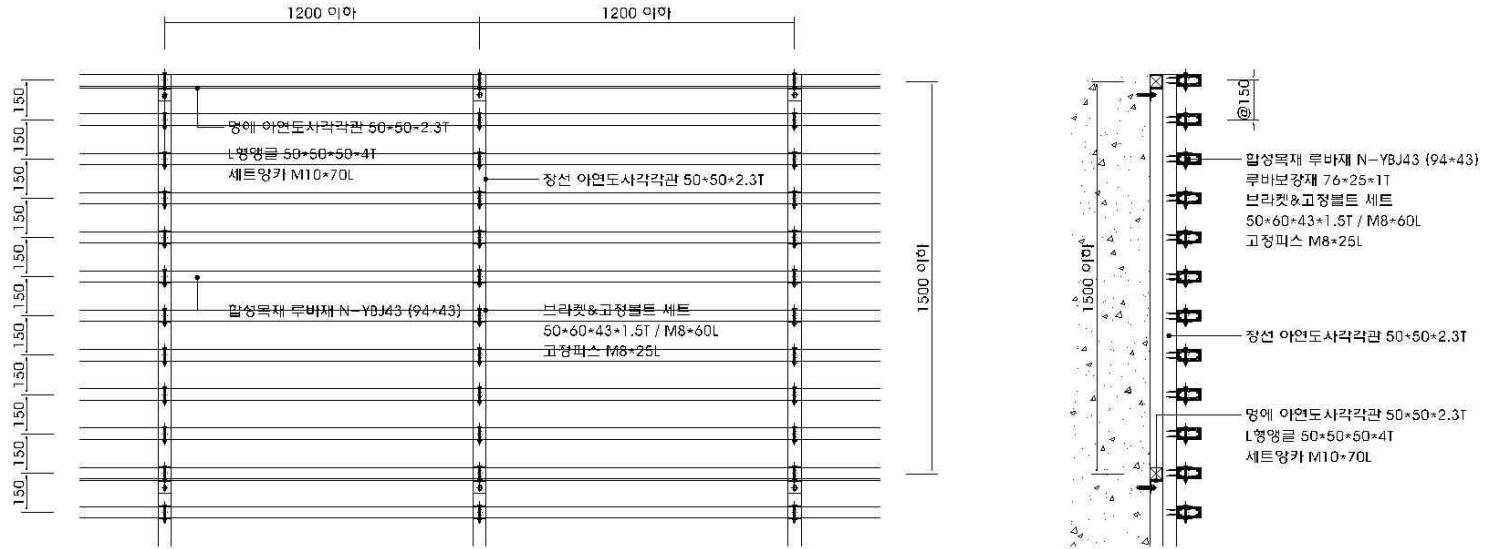 1200 이하
1200 이하
150
150
150
150
150
150
150
150
150
150
150
멍에 아연도사각각관 50*50*2.3T
L형앵글 50*50*50*4T
세트앙카 M10*70L
장선 아연도사각각관 50*50*2.3T
합성목재 루바재 N-YBJ43 (94*43)
브라켓&고정볼트 세트
50*60*43*1.5T / M8*60L
고정피스 M8*25L
1500 이하
1500 이하
@150
합성목재 루바재 N-YBJ43 (94*43)
루바보강재 76*25*1T
브라켓&고정볼트 세트
50*60*43*1.5T / M8*60L
고정피스 M8*25L
장선 아연도사각각관 50*50*2.3T
멍에 아연도사각각관 50*50*2.3T
L형앵글 50*50*50*4T
세트앙카 M10*70L